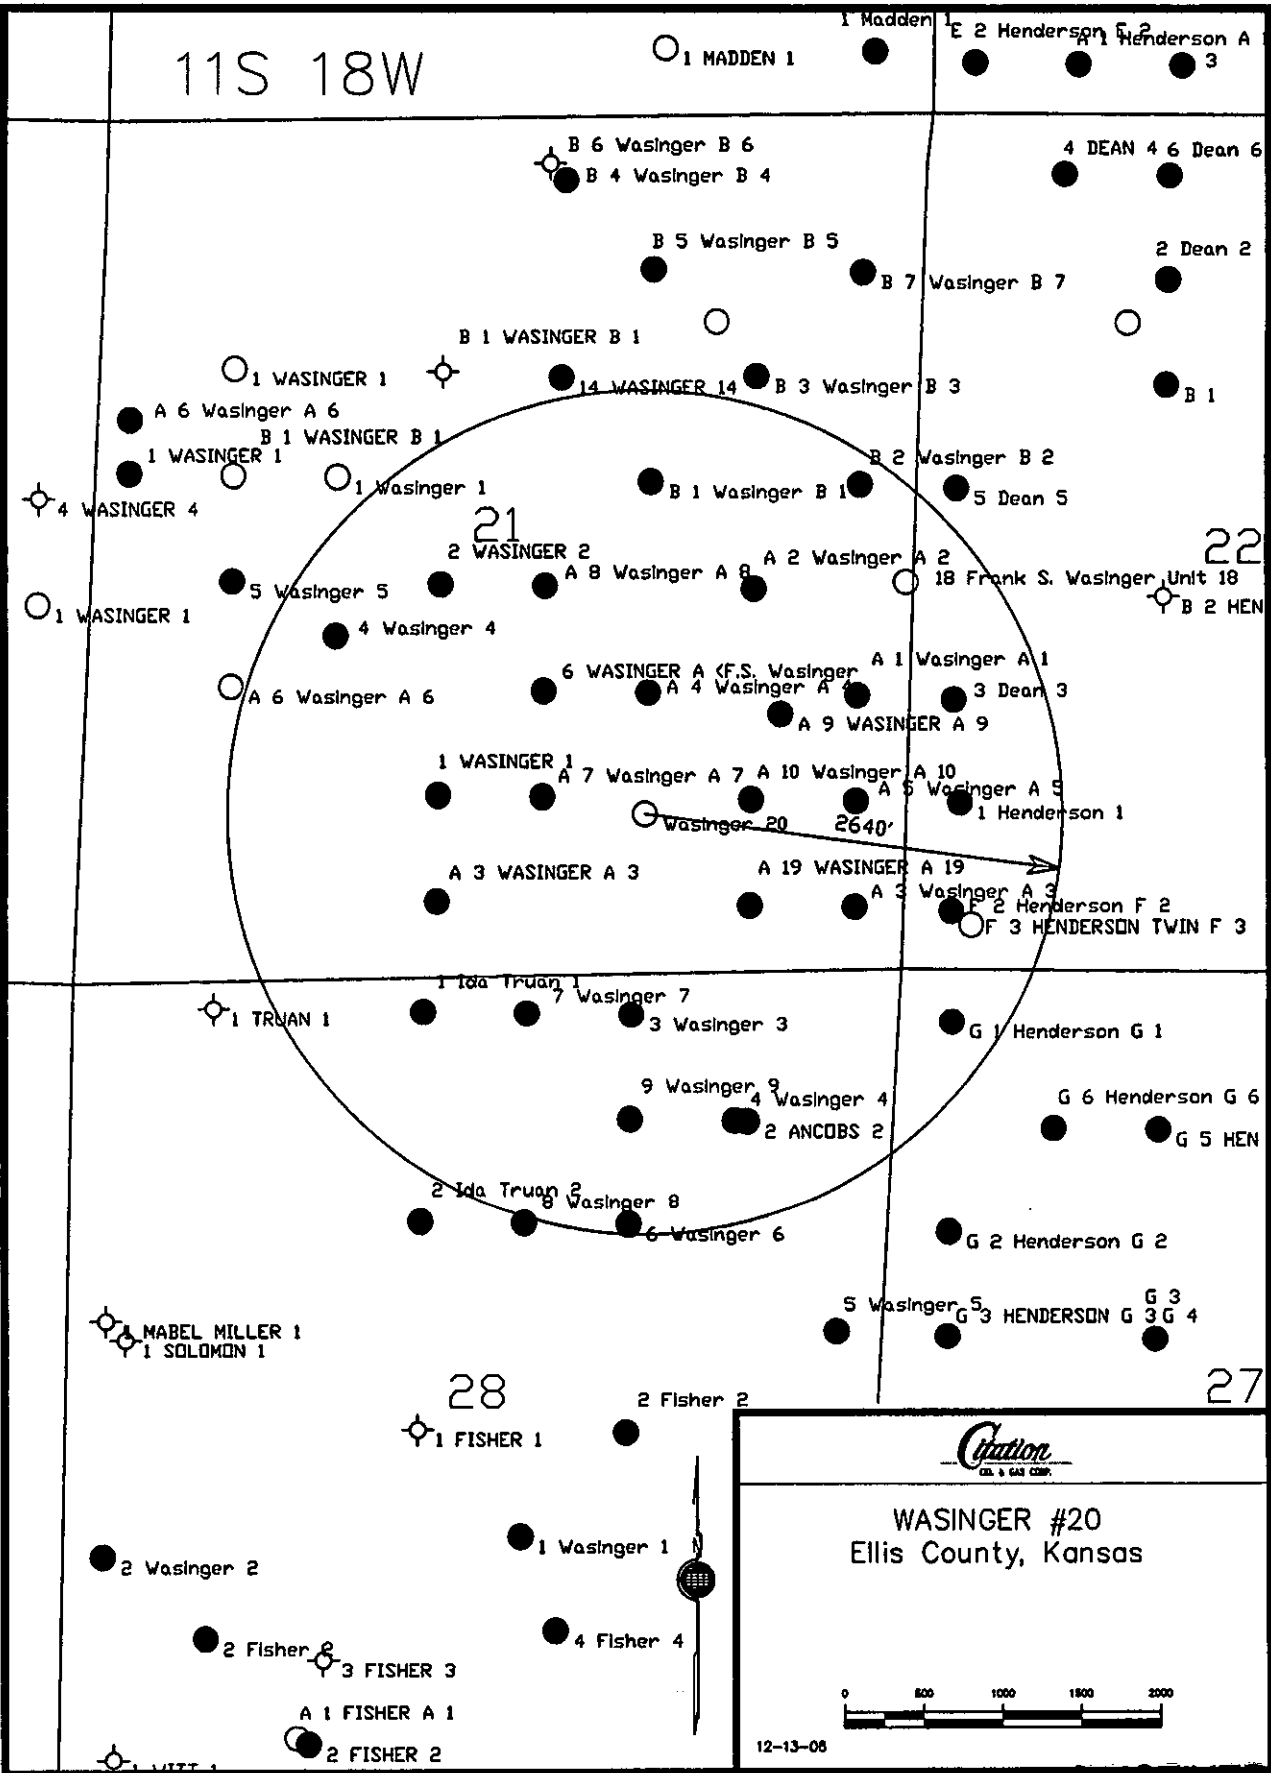 1 Madden 1
E 2 Henderson E 2
A 1 Henderson A 1
1 MADDEN 1
3
11S 18W
B 6 Wasinger B 6
4 DEAN 4
6 Dean 6
B 4 Wasinger B 4
B 5 Wasinger B 5
2 Dean 2
B 7 Wasinger B 7
B 1 WASINGER B 1
1 WASINGER 1
14 WASINGER 14
B 3 Wasinger B 3
B 1
A 6 Wasinger A 6
B 1 WASINGER B 1
1 WASINGER 1
B 2 Wasinger B 2
1 Wasinger 1
B 1 Wasinger B 1
5 Dean 5
4 WASINGER 4
21
22
2 WASINGER 2
A 2 Wasinger A 2
A 8 Wasinger A 8
18 Frank S. Wasinger Unit 18
5 Wasinger 5
B 2 HEN
1 WASINGER 1
4 Wasinger 4
6 WASINGER A (F.S. Wasinger
A 1 Wasinger A 1
A 4 Wasinger A 4
3 Dean 3
A 6 Wasinger A 6
A 9 WASINGER A 9
1 WASINGER 1
A 7 Wasinger A 7
A 10 Wasinger A 10
A 5 Wasinger A 5
1 Henderson 1
Wasinger 20
2640'
A 3 WASINGER A 3
A 19 WASINGER A 19
A 3 Wasinger A 3
F 2 Henderson F 2
F 3 HENDERSON TWIN F 3
1 Ida Truan 1
7 Wasinger 7
1 TRUAN 1
3 Wasinger 3
G 1 Henderson G 1
9 Wasinger 9
4 Wasinger 4
G 6 Henderson G 6
2 ANCOBS 2
G 5 HEN
2 Ida Truan 2
8 Wasinger 8
6 Wasinger 6
G 2 Henderson G 2
G 3
5 Wasinger 5
G 3 HENDERSON G 3
G 4
MABEL MILLER 1
1 SOLOMON 1
28
27
2 Fisher 2
1 FISHER 1
Citation
OIL & GAS CORP.
WASINGER #20
Ellis County, Kansas
1 Wasinger 1
N
2 Wasinger 2
2 Fisher 2
4 Fisher 4
3 FISHER 3
0 500 1000 1500 2000
A 1 FISHER A 1
2 FISHER 2
12-13-06